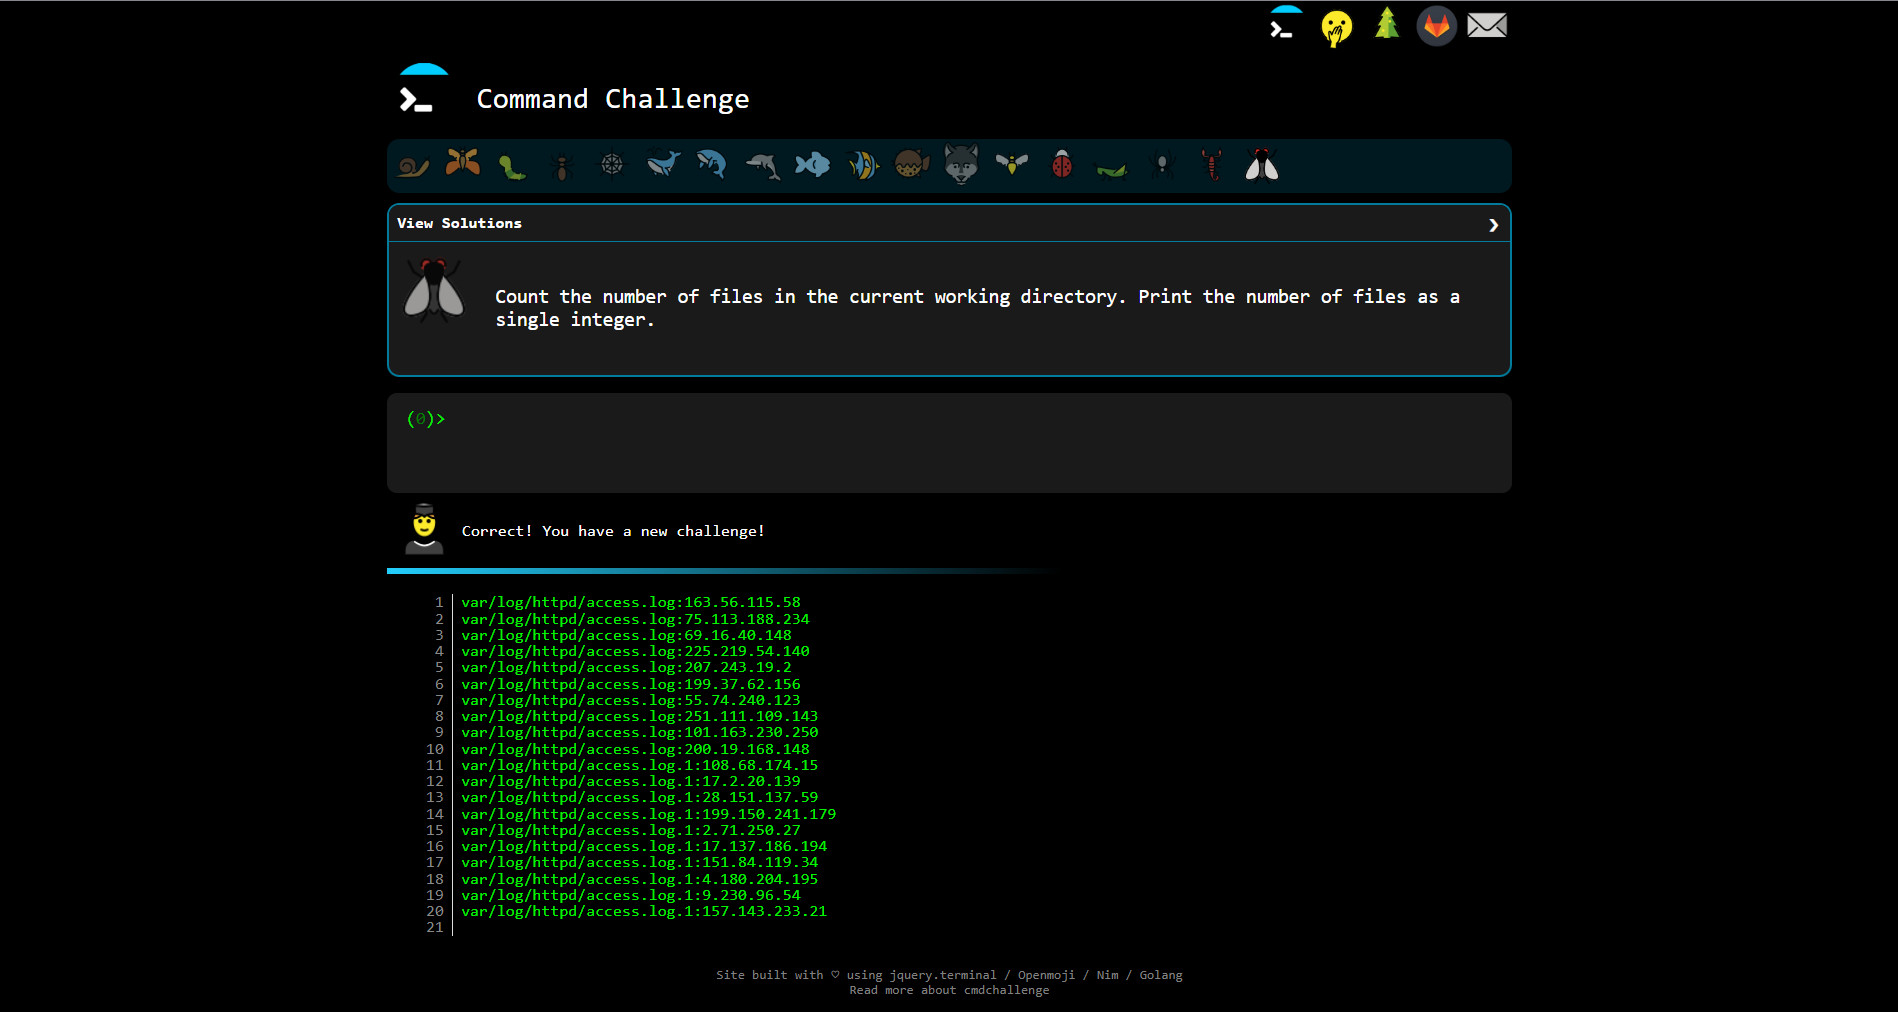 Command Challenge
View Solutions
Count the number of files in the current working directory. Print the number of files as a
single integer.
(0)>
Correct! You have a new challenge!
1 var/log/httpd/access.log:163.56.115.58
2 var/log/httpd/access.log:75.113.188.234
3 var/log/httpd/access.log:69.16.40.148
4 var/log/httpd/access.log:225.219.54.140
5 var/log/httpd/access.log:207.243.19.2
6 var/log/httpd/access.log:199.37.62.156
7 var/log/httpd/access.log:55.74.240.123
8 var/log/httpd/access.log:251.111.109.143
9 var/log/httpd/access.log:101.163.230.250
10 var/log/httpd/access.log:200.19.168.148
11 var/log/httpd/access.log.1:108.68.174.15
12 var/log/httpd/access.log.1:17.2.20.139
13 var/log/httpd/access.log.1:28.151.137.59
14 var/log/httpd/access.log.1:199.150.241.179
15 var/log/httpd/access.log.1:2.71.250.27
16 var/log/httpd/access.log.1:17.137.186.194
17 var/log/httpd/access.log.1:151.84.119.34
18 var/log/httpd/access.log.1:4.180.204.195
19 var/log/httpd/access.log.1:9.230.96.54
20 var/log/httpd/access.log.1:157.143.233.21
21
Site built with ♡ using jquery.terminal / Openmoji / Nim / Golang
Read more about cmdchallenge